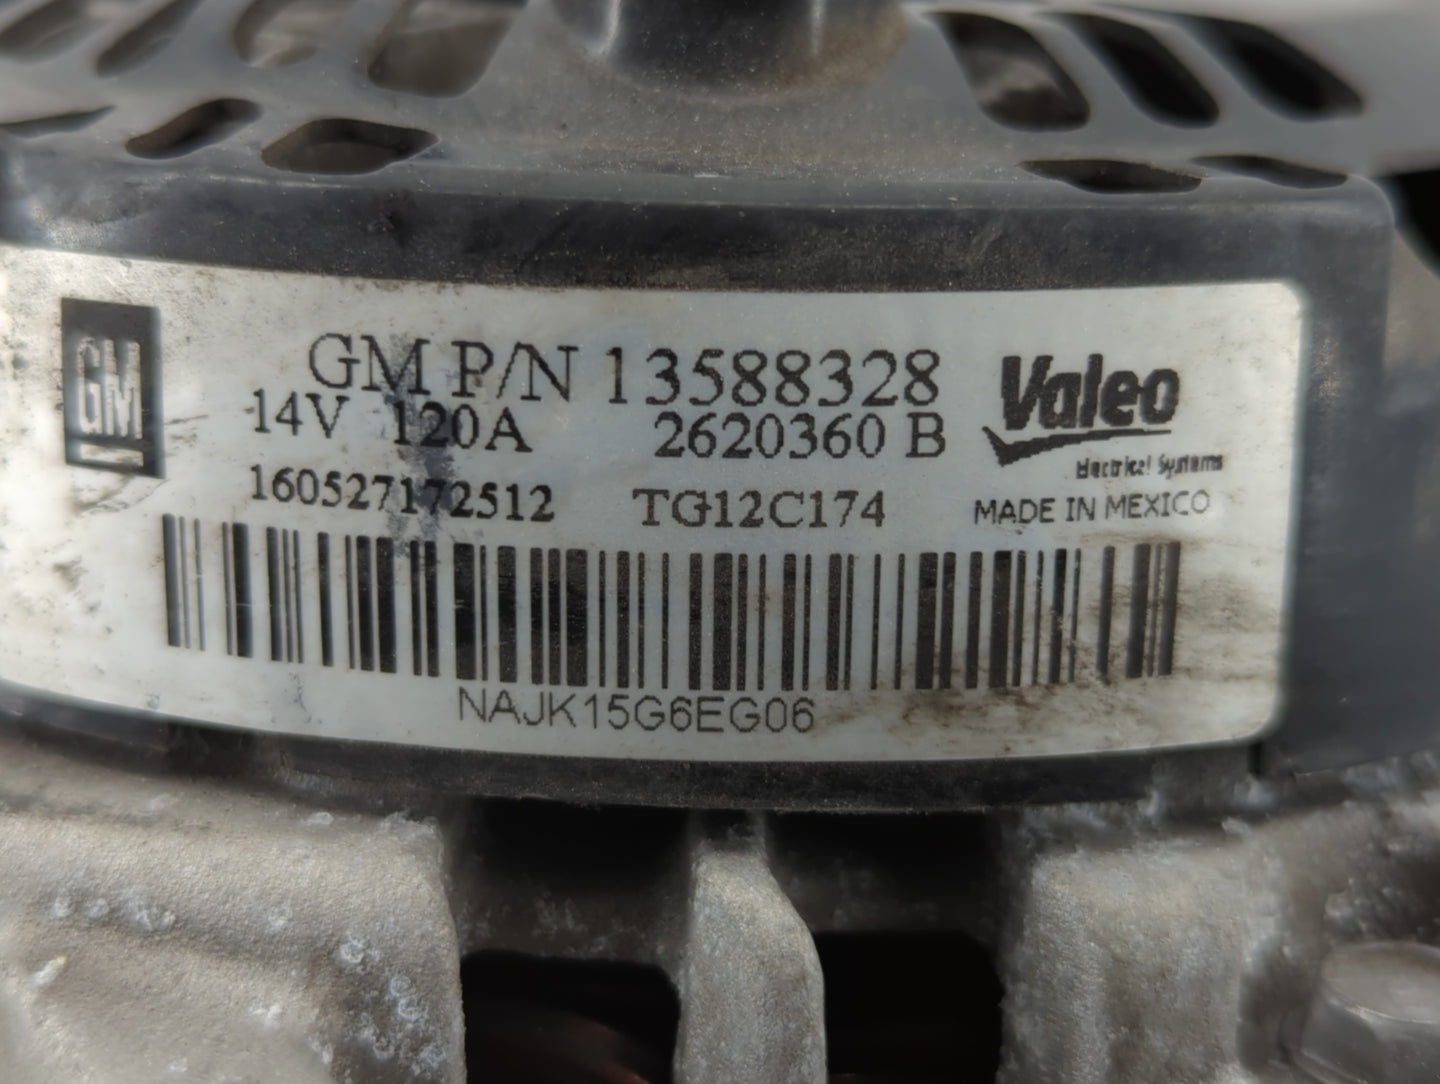 GM
GM P/N 13588328
14V 120A 2620360 B
Valeo
Electrical Systems
160527172512 TG12C174 MADE IN MEXICO
NAJK15G6EG06